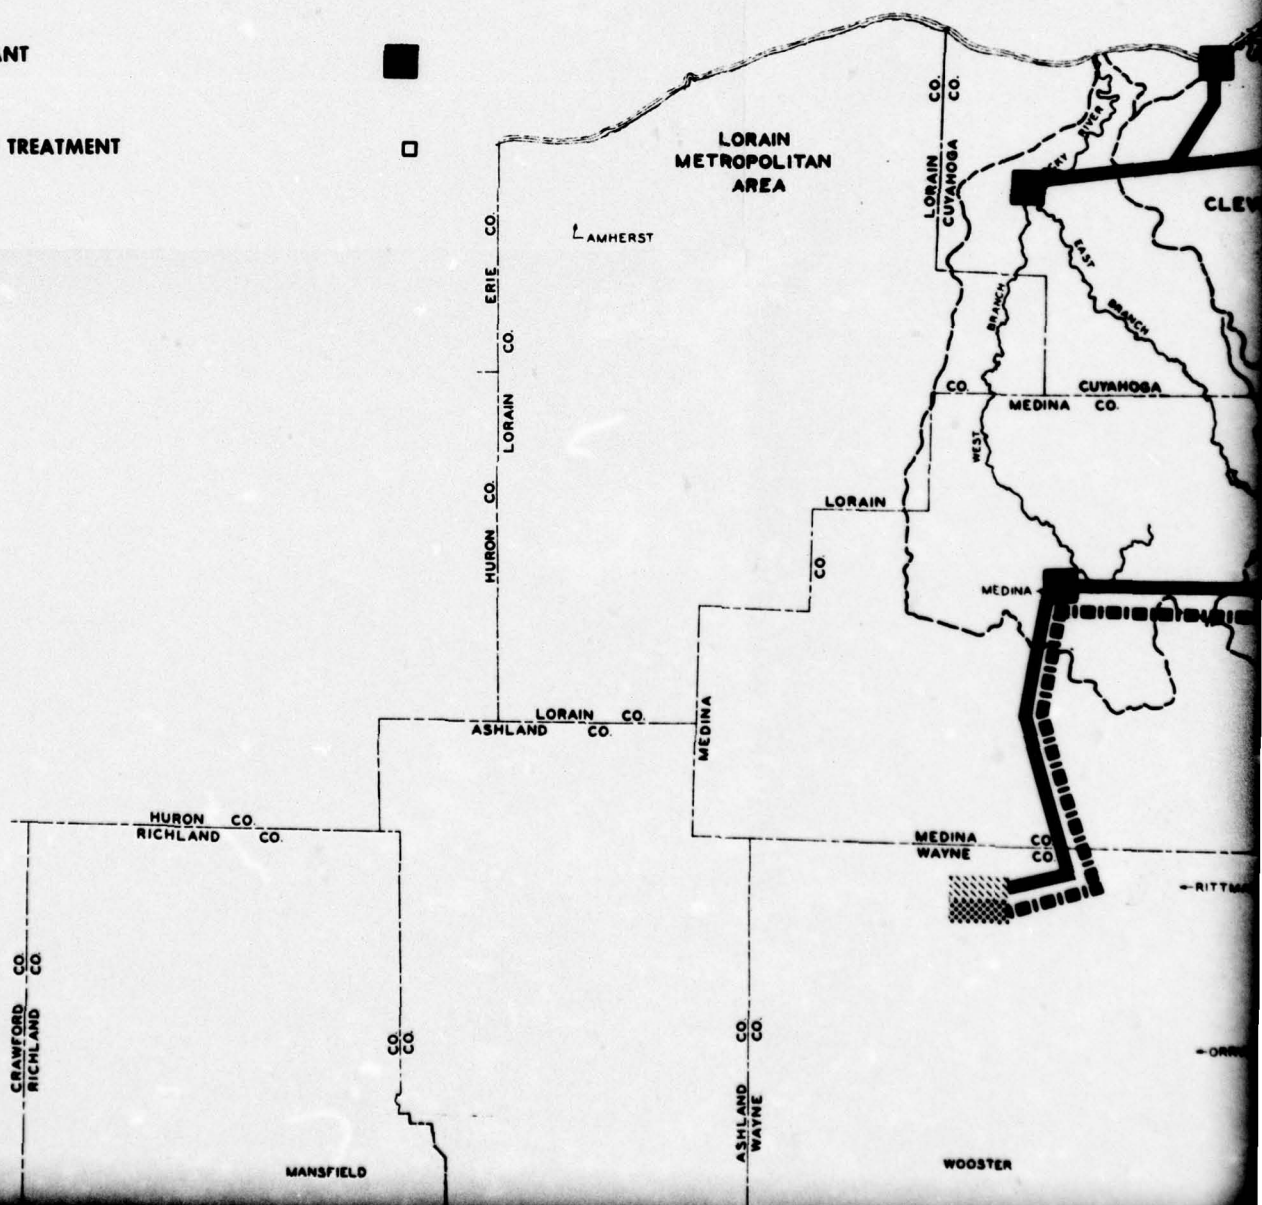 TREATMENT
LORAIN
METROPOLITAN
AREA
CO.
CO.
LORAIN
CUYAHOGA
RIVER
AMHERST
ERIE CO.
LORAIN CO.
EAST
BRANCH
WEST
BRANCH
CO. CUYAHOGA
MEDINA CO.
HURON CO.
LORAIN
CO.
MEDINA
LORAIN CO.
ASHLAND CO.
MEDINA
HURON CO.
RICHLAND CO.
MEDINA CO.
WAYNE CO.
CRAWFORD CO.
RICHLAND CO.
CO.
CO.
ASHLAND CO.
WAYNE CO.
MANSFIELD
WOOSTER